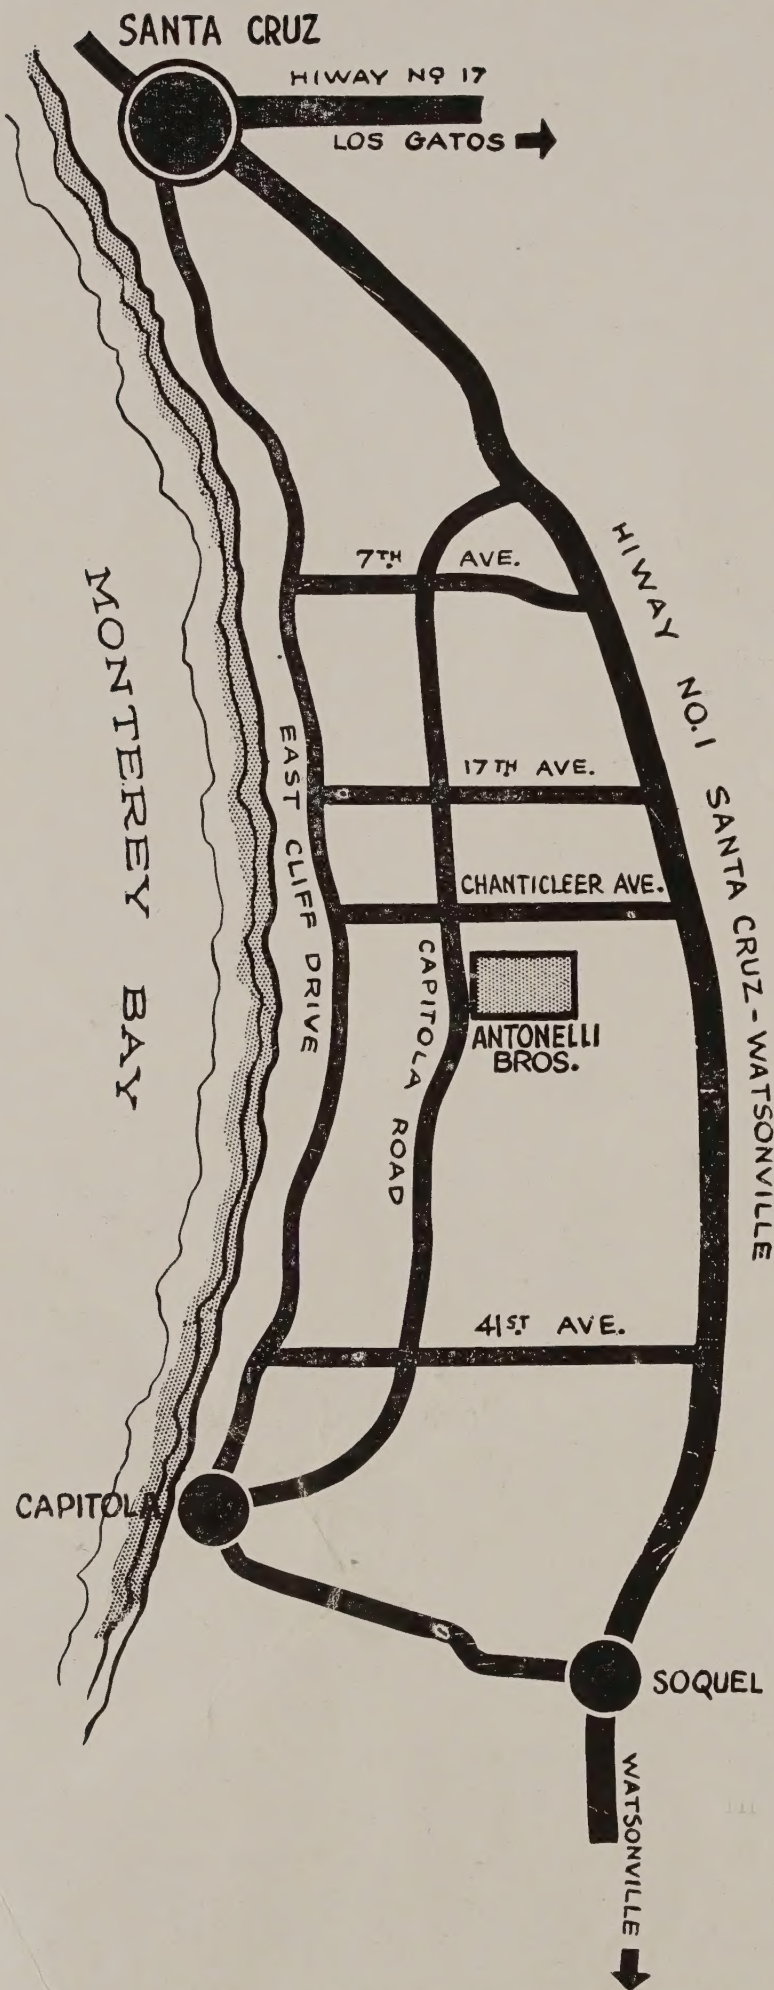 SANTA CRUZ
HIWAY NO 17
LOS GATOS
7TH AVE.
HIWAY NO.1 SANTA CRUZ-WATSONVILLE
MONTEREY BAY
EAST CLIFF DRIVE
17TH AVE.
CHANTICLEER AVE.
CAPITOLA ROAD
ANTONELLI
BROS.
41ST AVE.
CAPITOLA
SOQUEL
WATSONVILLE